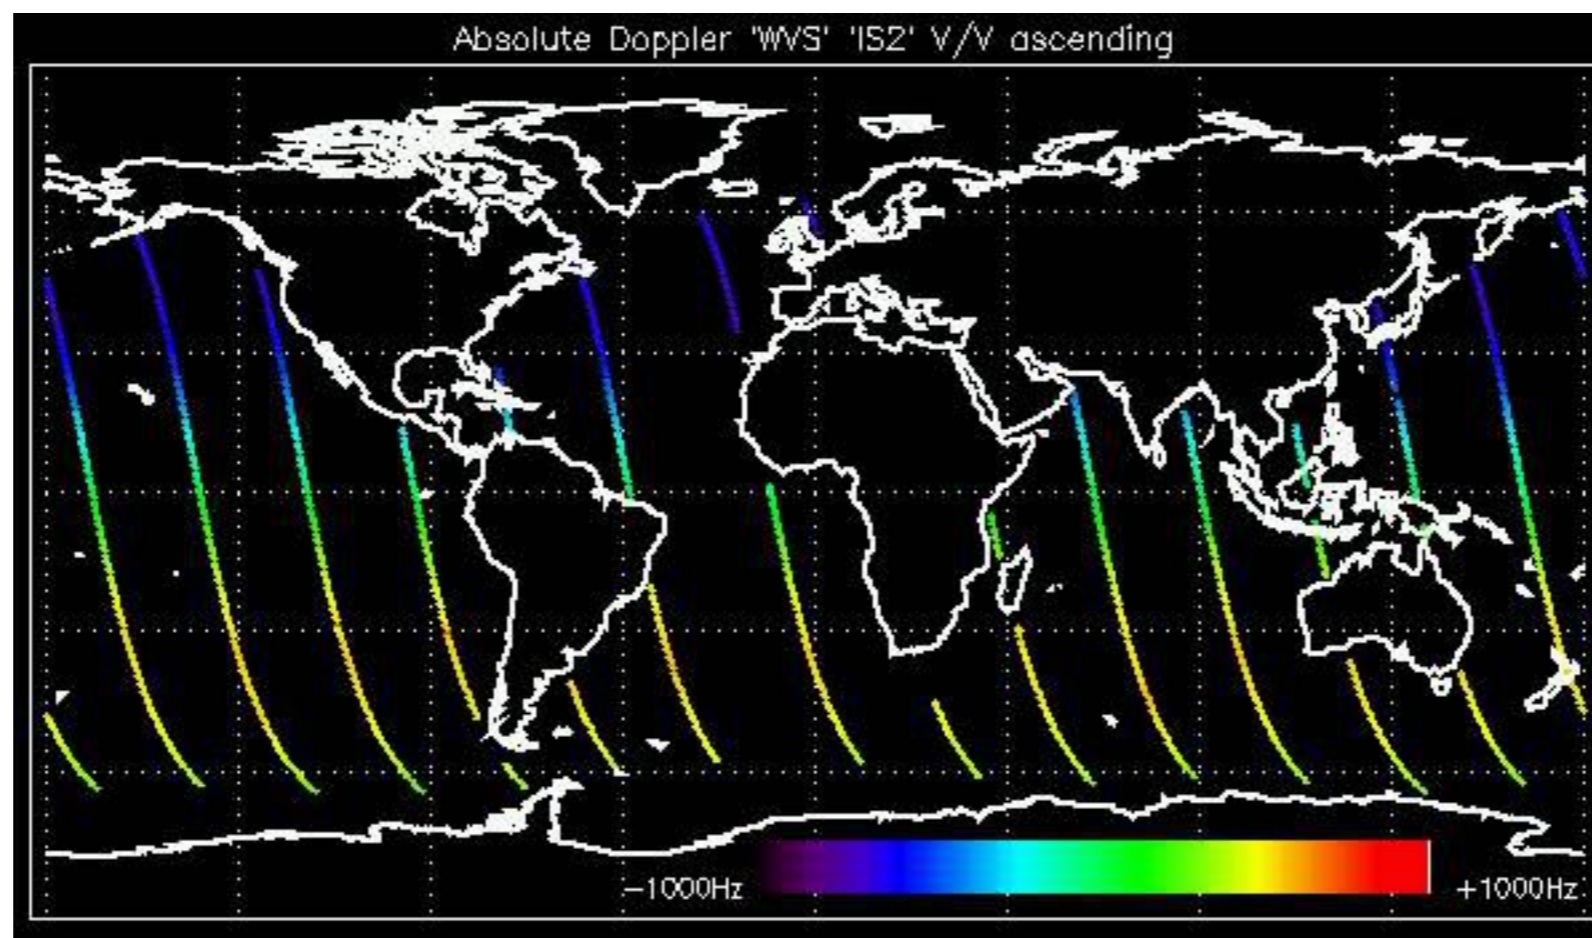 Absolute Doppler 'WVS' 'IS2' V/V ascending
−1000Hz +1000Hz